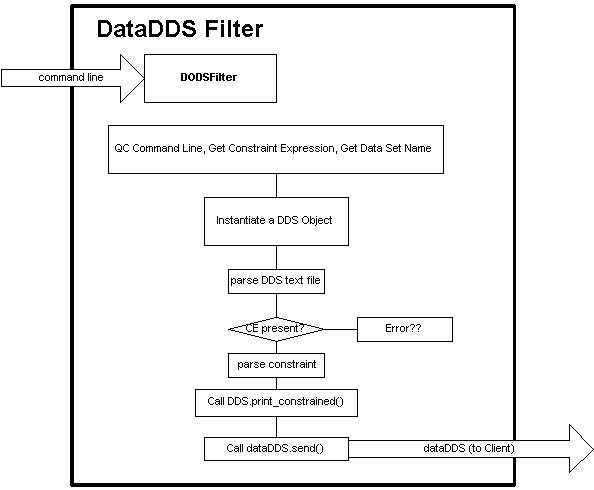 DataDDS Filter
command line
DODSFilter
QC Command Line, Get Constraint Expression, Get Data Set Name
Instantiate a DDS Object
parse DDS text file
CE present?
Error??
parse constraint
Call DDS.print_constrained()
Call dataDDS.send()
dataDDS (to Client)